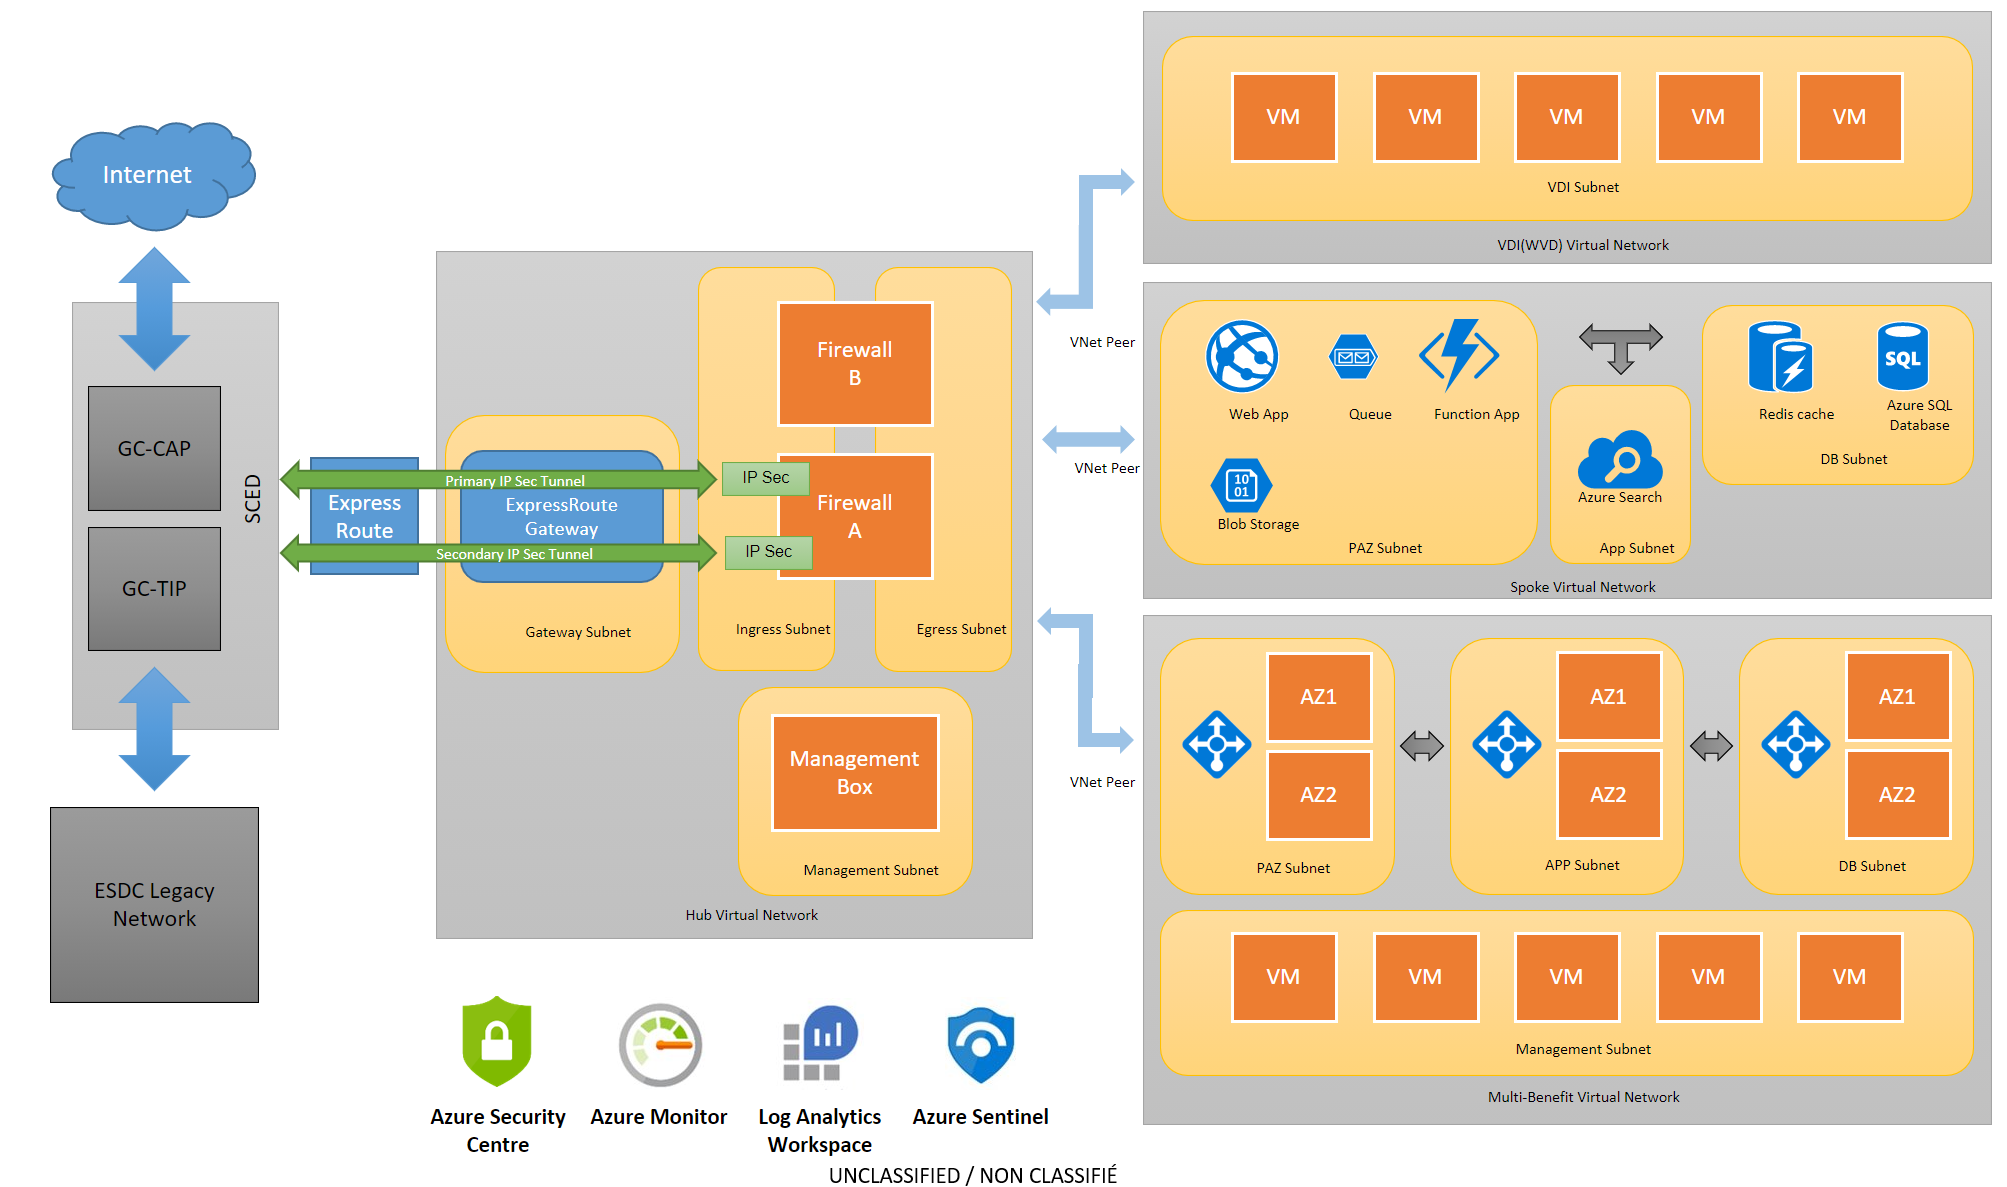 Internet
GC-CAP
GC-TIP
SCED
ESDC Legacy
Network
Express
Route
Primary IP Sec Tunnel
ExpressRoute
Gateway
Secondary IP Sec Tunnel
Gateway Subnet
IP Sec
IP Sec
Ingress Subnet
Firewall
B
Firewall
A
Egress Subnet
Management
Box
Management Subnet
Hub Virtual Network
VNet Peer
VNet Peer
VNet Peer
VM
VM
VM
VM
VM
VDI Subnet
VDI(WVD) Virtual Network
Web App
Queue
Function App
Blob Storage
PAZ Subnet
Azure Search
App Subnet
Redis cache
Azure SQL
Database
SQL
10
01
DB Subnet
Spoke Virtual Network
AZ1
AZ2
PAZ Subnet
AZ1
AZ2
APP Subnet
AZ1
AZ2
DB Subnet
VM
VM
VM
VM
VM
Management Subnet
Multi-Benefit Virtual Network
Azure Security
Centre
Azure Monitor
Log Analytics
Workspace
Azure Sentinel
UNCLASSIFIED / NON CLASSIFIÉ